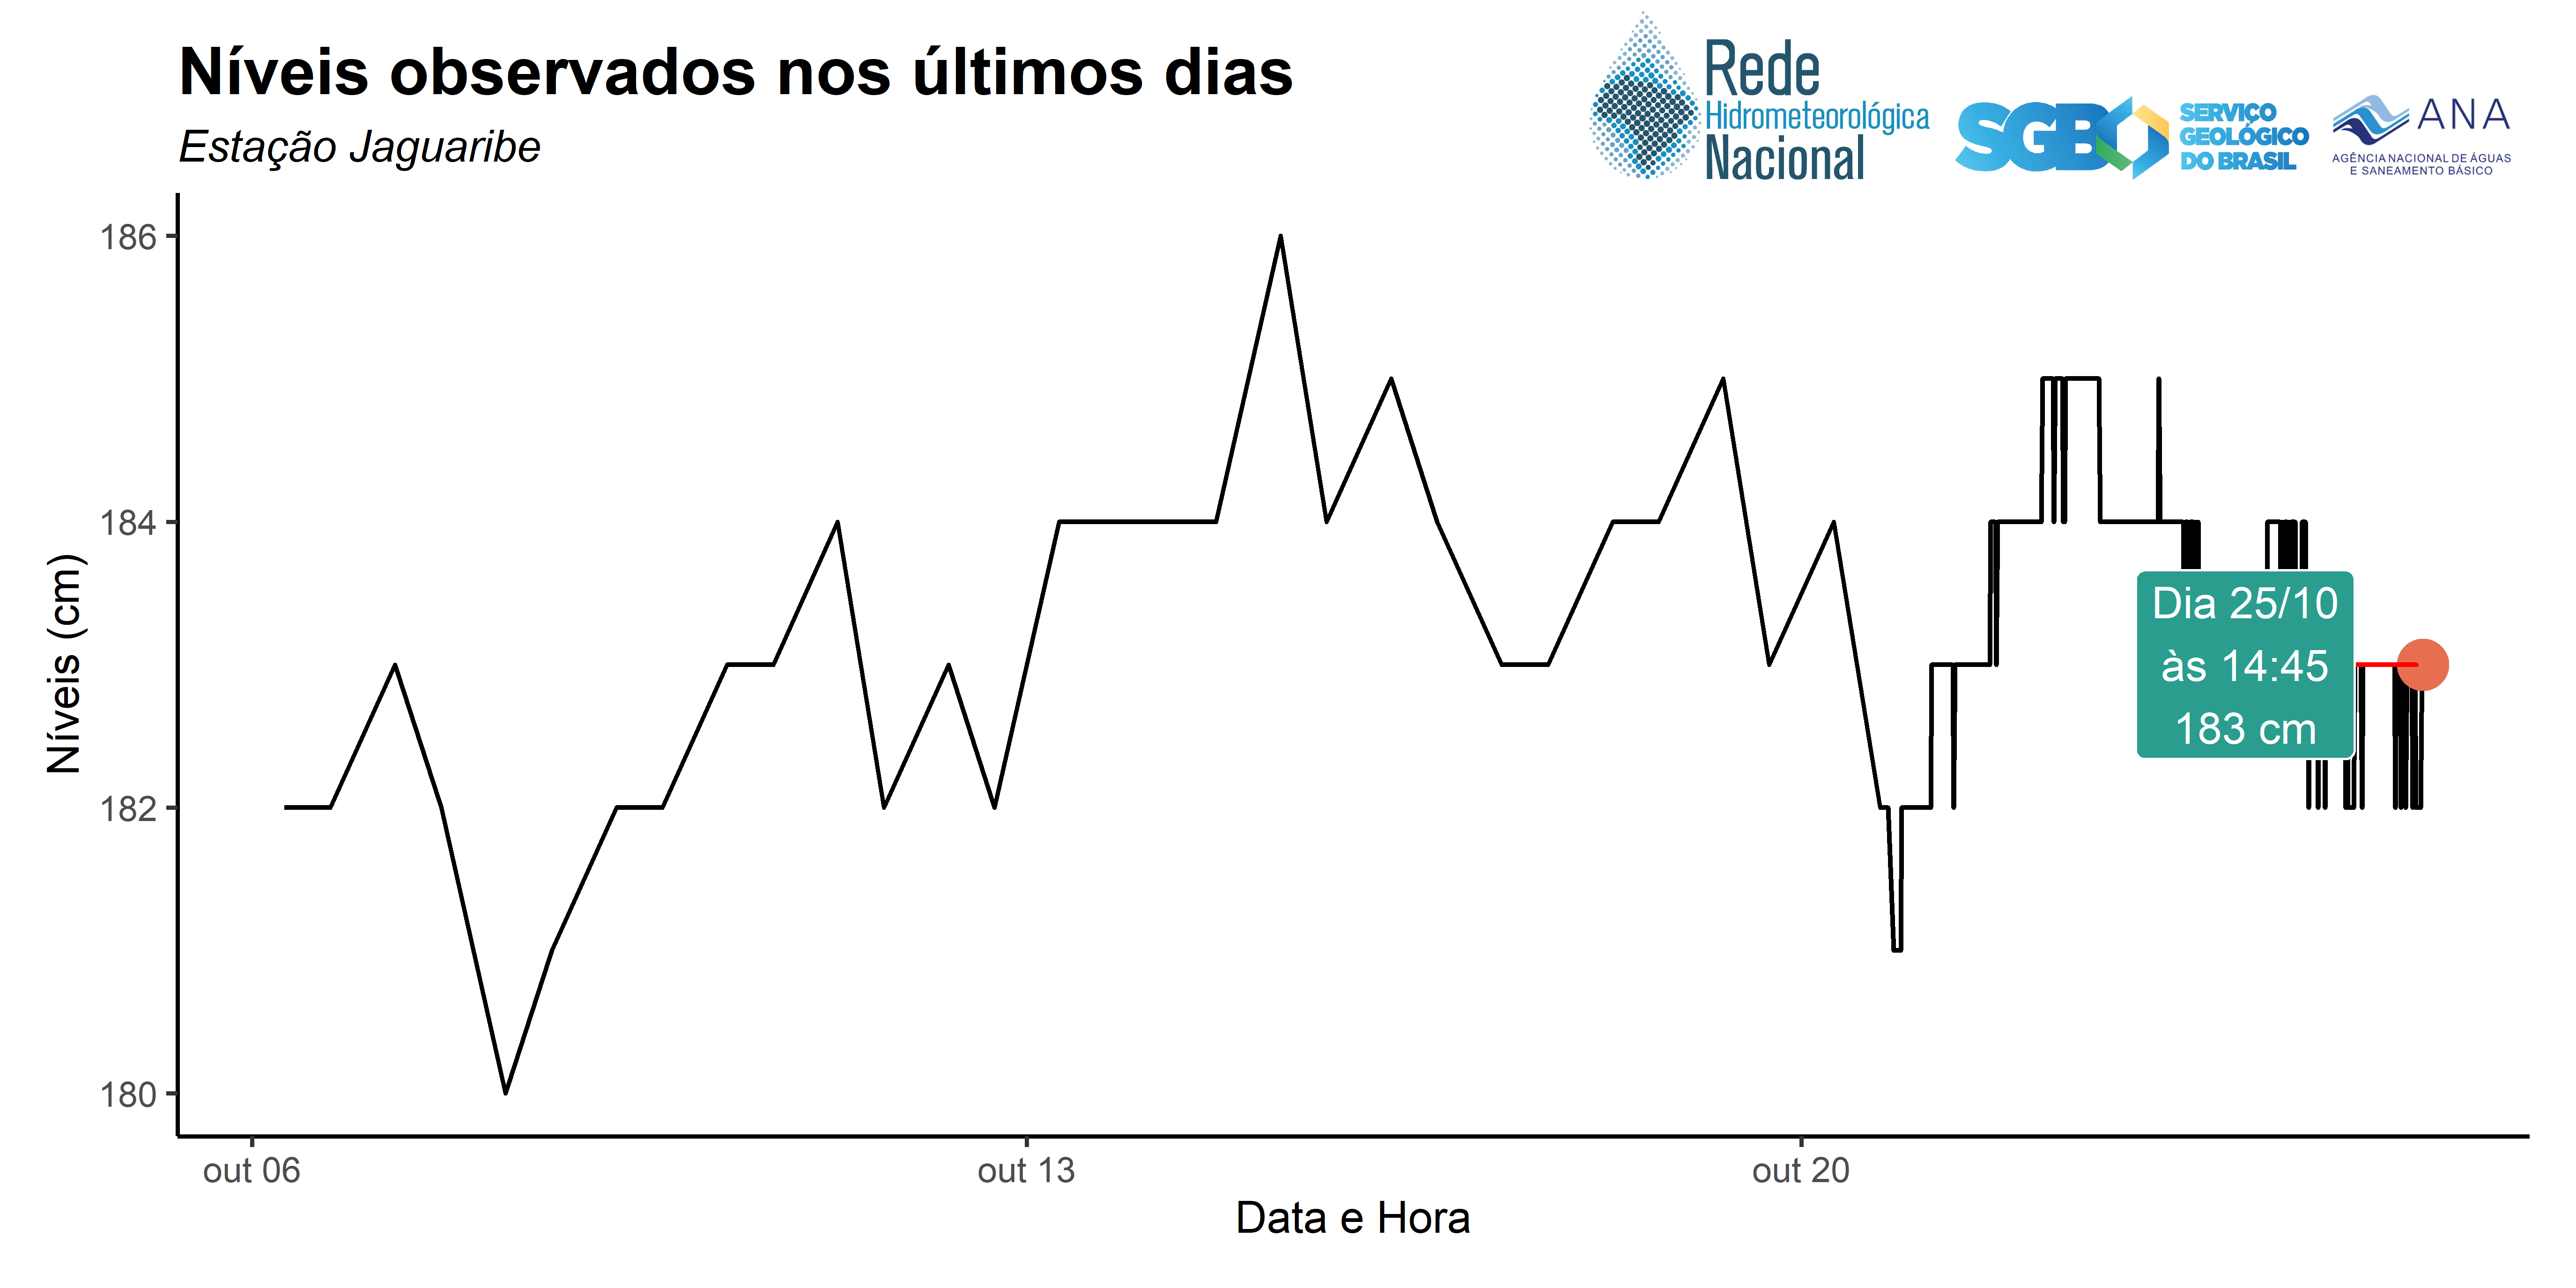 Níveis observados nos últimos dias
Estação Jaguaribe
Rede
Hidrometeorológica
Nacional
SGB
SERVIÇO
GEOLÓGICO
DO BRASIL
ANA
AGÊNCIA NACIONAL DE ÁGUAS
E SANEAMENTO BÁSICO
Níveis (cm)
186
184
182
180
Dia 25/10
às 14:45
183 cm
out 06
out 13
out 20
Data e Hora